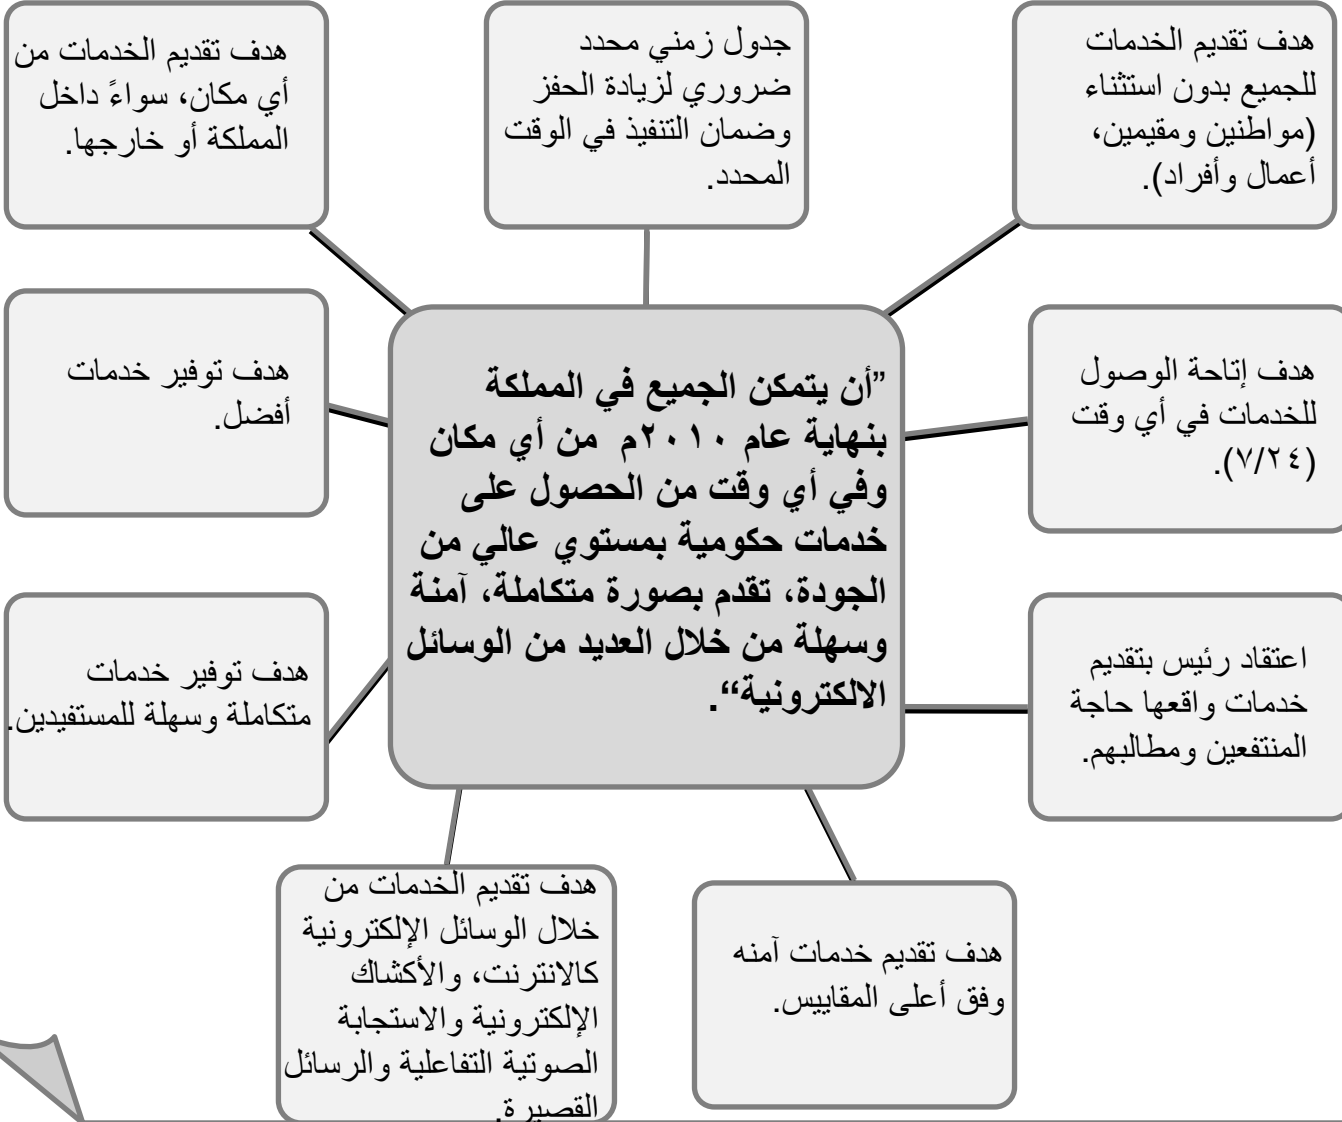 هدف تقديم الخدمات
للجميع بدون استثناء
(مواطنين ومقيمين،
أعمال وأفراد).
جدول زمني محدد
ضروري لزيادة الحفز
وضمان التنفيذ في الوقت
المحدد.
هدف تقديم الخدمات من
أي مكان، سواءً داخل
المملكة أو خارجها.
هدف إتاحة الوصول
للخدمات في أي وقت
(٧/٢٤).
”أن يتمكن الجميع في المملكة
بنهاية عام ٢٠١٠م من أي مكان
وفي أي وقت من الحصول على
خدمات حكومية بمستوي عالي من
الجودة، تقدم بصورة متكاملة، آمنة
وسهلة من خلال العديد من الوسائل
الالكترونية“.
هدف توفير خدمات
أفضل.
اعتقاد رئيس بتقديم
خدمات واقعها حاجة
المنتفعين ومطالبهم.
هدف توفير خدمات
متكاملة وسهلة للمستفيدين.
هدف تقديم خدمات آمنه
وفق أعلى المقاييس.
هدف تقديم الخدمات من
خلال الوسائل الإلكترونية
كالانترنت، والأكشاك
الإلكترونية والاستجابة
الصوتية التفاعلية والرسائل
القصيرة.